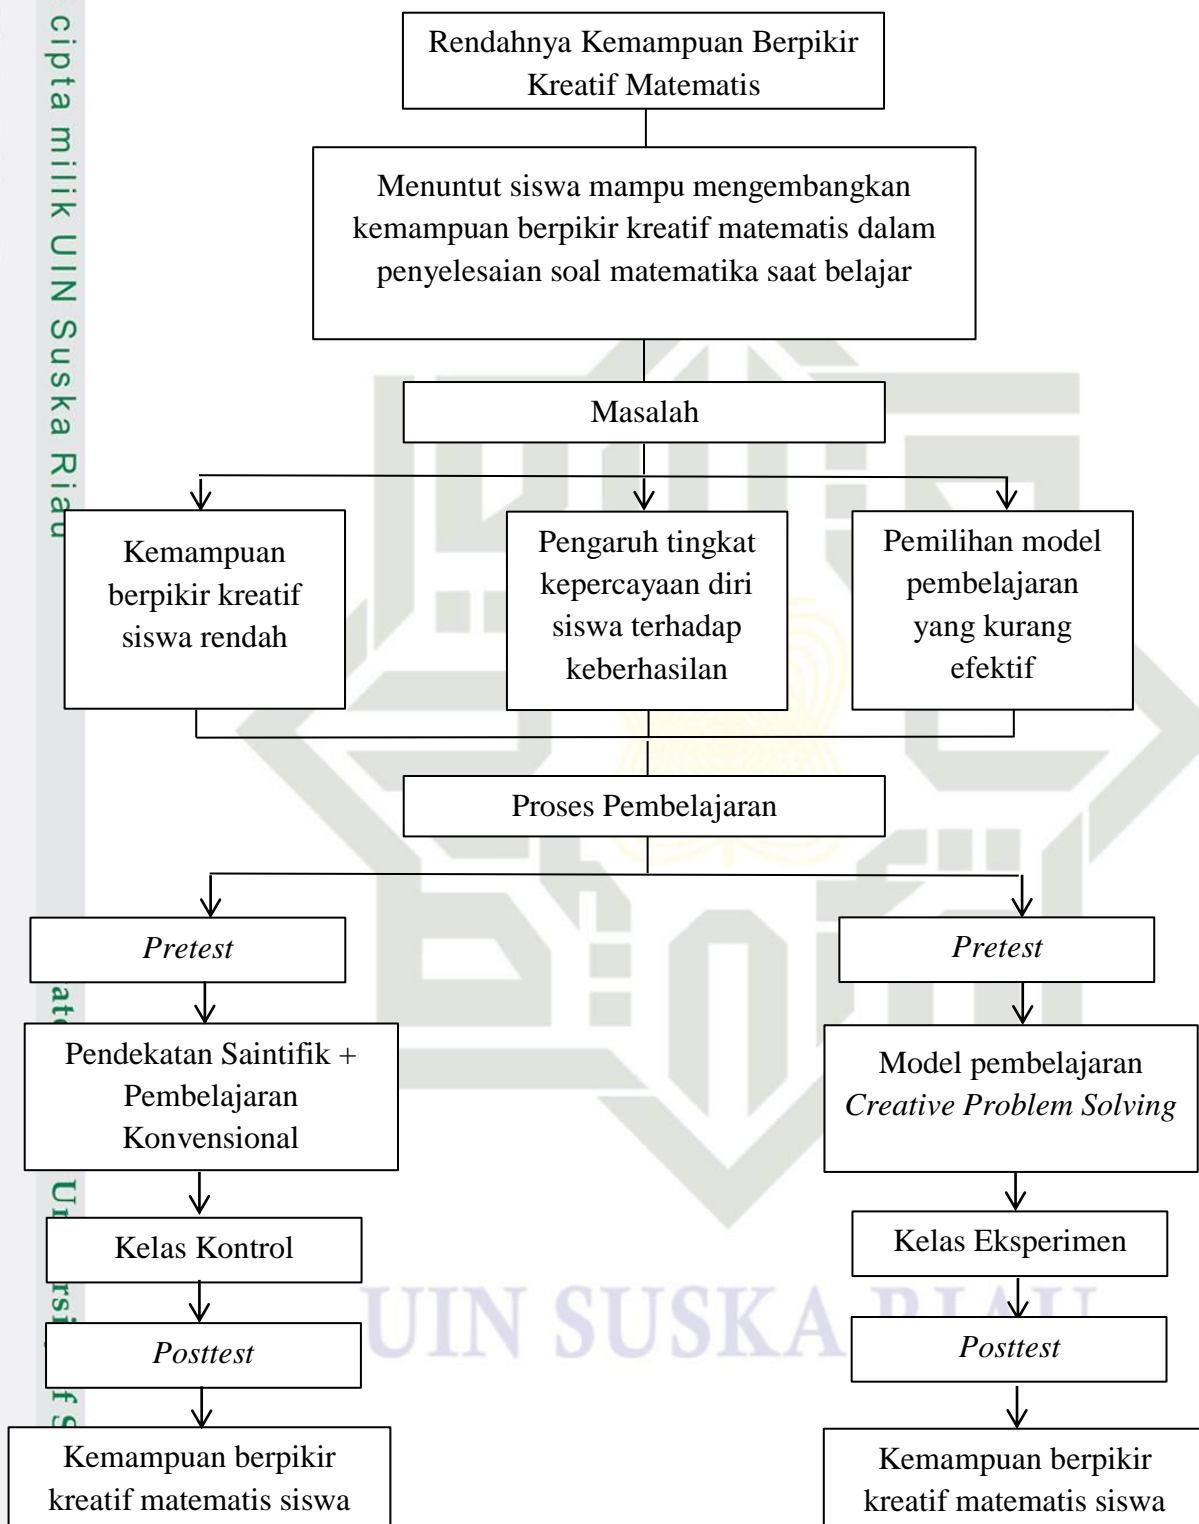 cipta milik UIN Suska Riau
Rendahnya Kemampuan Berpikir
Kreatif Matematis
Menuntut siswa mampu mengembangkan
kemampuan berpikir kreatif matematis dalam
penyelesaian soal matematika saat belajar
Masalah
Kemampuan
berpikir kreatif
siswa rendah
Pengaruh tingkat
kepercayaan diri
siswa terhadap
keberhasilan
Pemilihan model
pembelajaran
yang kurang
efektif
Proses Pembelajaran
Pretest
Pretest
Pendekatan Saintifik +
Pembelajaran
Konvensional
Model pembelajaran
Creative Problem Solving
Kelas Kontrol
Kelas Eksperimen
UIN SUSKA RIAU
Posttest
Posttest
Kemampuan berpikir
kreatif matematis siswa
Kemampuan berpikir
kreatif matematis siswa